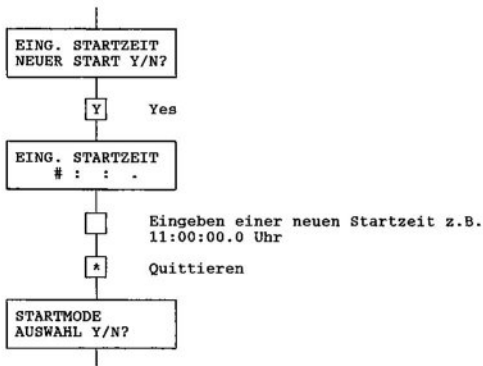 EING. STARTZEIT
NEUER START Y/N?
Y Yes
EING. STARTZEIT
# : : .
Eingeben einer neuen Startzeit z.B.
11:00:00.0 Uhr
* Quittieren
STARTMODE
AUSWAHL Y/N?